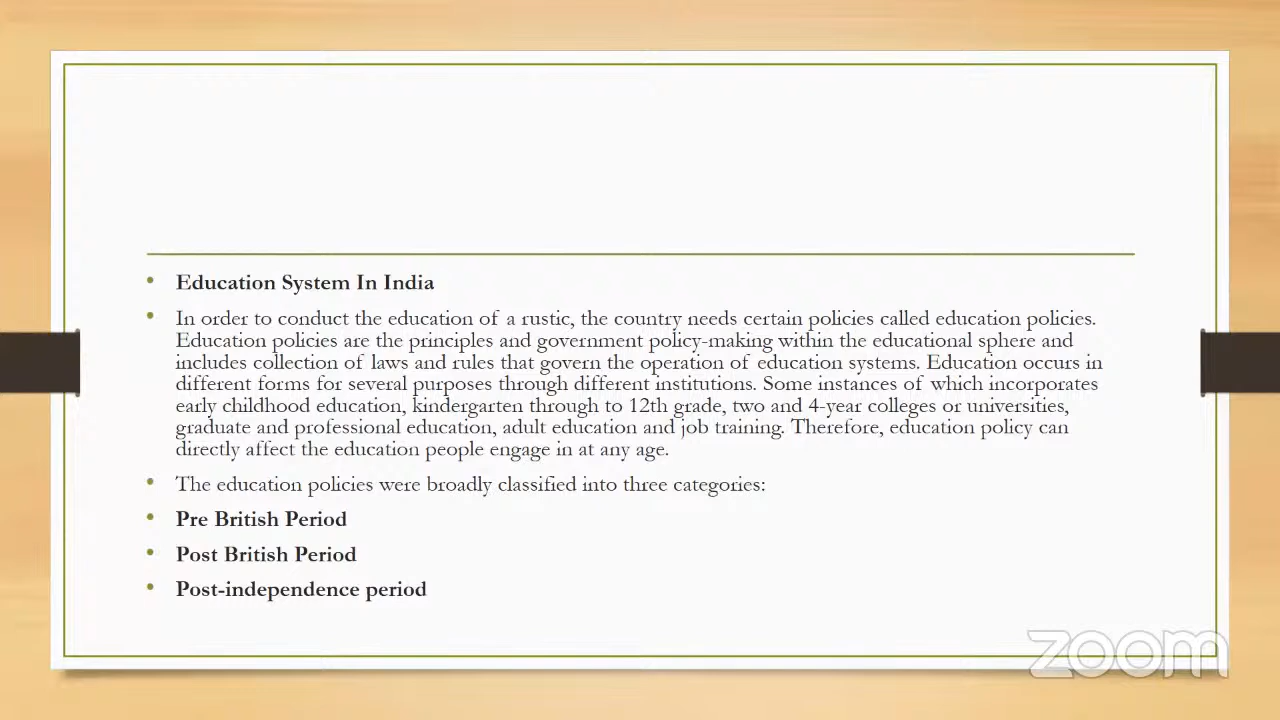 Education System In India
In order to conduct the education of a rustic, the country needs certain policies called education policies.
Education policies are the principles and government policy-making within the educational sphere and
includes collection of laws and rules that govern the operation of education systems. Education occurs in
different forms for several purposes through different institutions. Some instances of which incorporates
early childhood education, kindergarten through to 12th grade, two and 4-year colleges or universities,
graduate and professional education, adult education and job training. Therefore, education policy can
directly affect the education people engage in at any age.
The education policies were broadly classified into three categories:
Pre British Period
Post British Period
Post-independence period
zoom